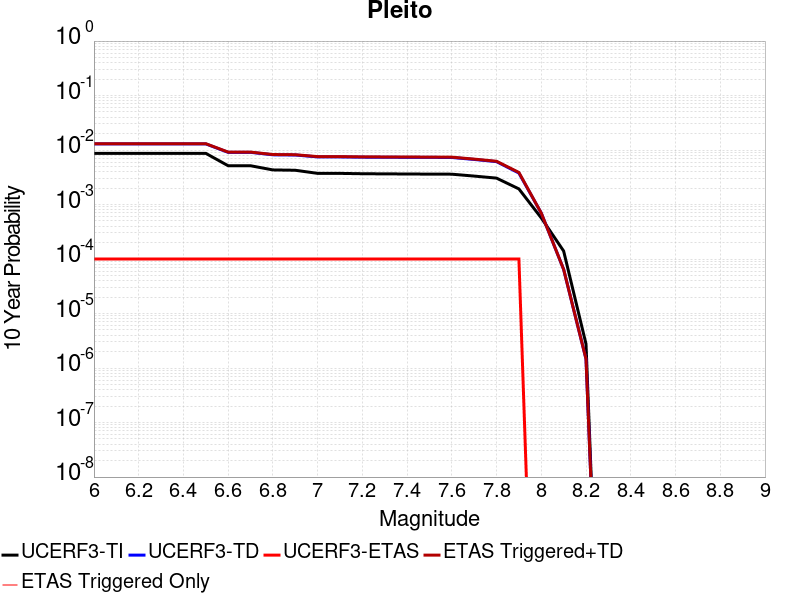 Pleito
10 Year Probability
10^0
10^-1
10^-2
10^-3
10^-4
10^-5
10^-6
10^-7
10^-8
6 6.2 6.4 6.6 6.8 7 7.2 7.4 7.6 7.8 8 8.2 8.4 8.6 8.8 9
Magnitude
UCERF3-TI UCERF3-TD UCERF3-ETAS ETAS Triggered+TD
ETAS Triggered Only